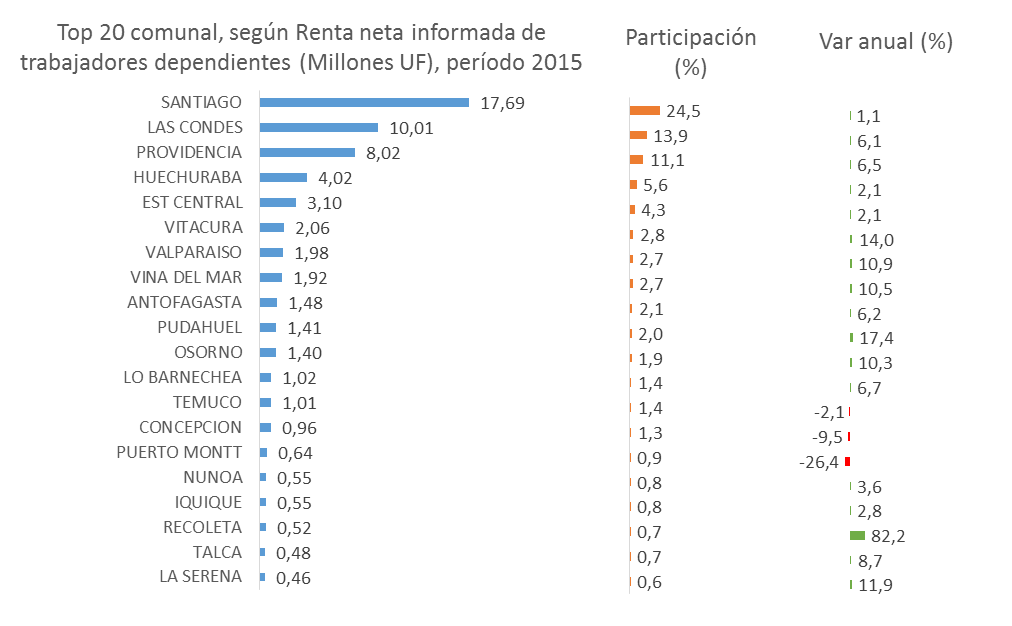 Top 20 comunal, según Renta neta informada de
trabajadores dependientes (Millones UF), período 2015
Participación
(%)
Var anual (%)
SANTIAGO 17,69 24,5 1,1
LAS CONDES 10,01 13,9 6,1
PROVIDENCIA 8,02 11,1 6,5
HUECHURABA 4,02 5,6 2,1
EST CENTRAL 3,10 4,3 2,1
VITACURA 2,06 2,8 14,0
VALPARAISO 1,98 2,7 10,9
VINA DEL MAR 1,92 2,7 10,5
ANTOFAGASTA 1,48 2,1 6,2
PUDAHUEL 1,41 2,0 17,4
OSORNO 1,40 1,9 10,3
LO BARNECHEA 1,02 1,4 6,7
TEMUCO 1,01 1,4 -2,1
CONCEPCION 0,96 1,3 -9,5
PUERTO MONTT 0,64 0,9 -26,4
NUNOA 0,55 0,8 3,6
IQUIQUE 0,55 0,8 2,8
RECOLETA 0,52 0,7 82,2
TALCA 0,48 0,7 8,7
LA SERENA 0,46 0,6 11,9